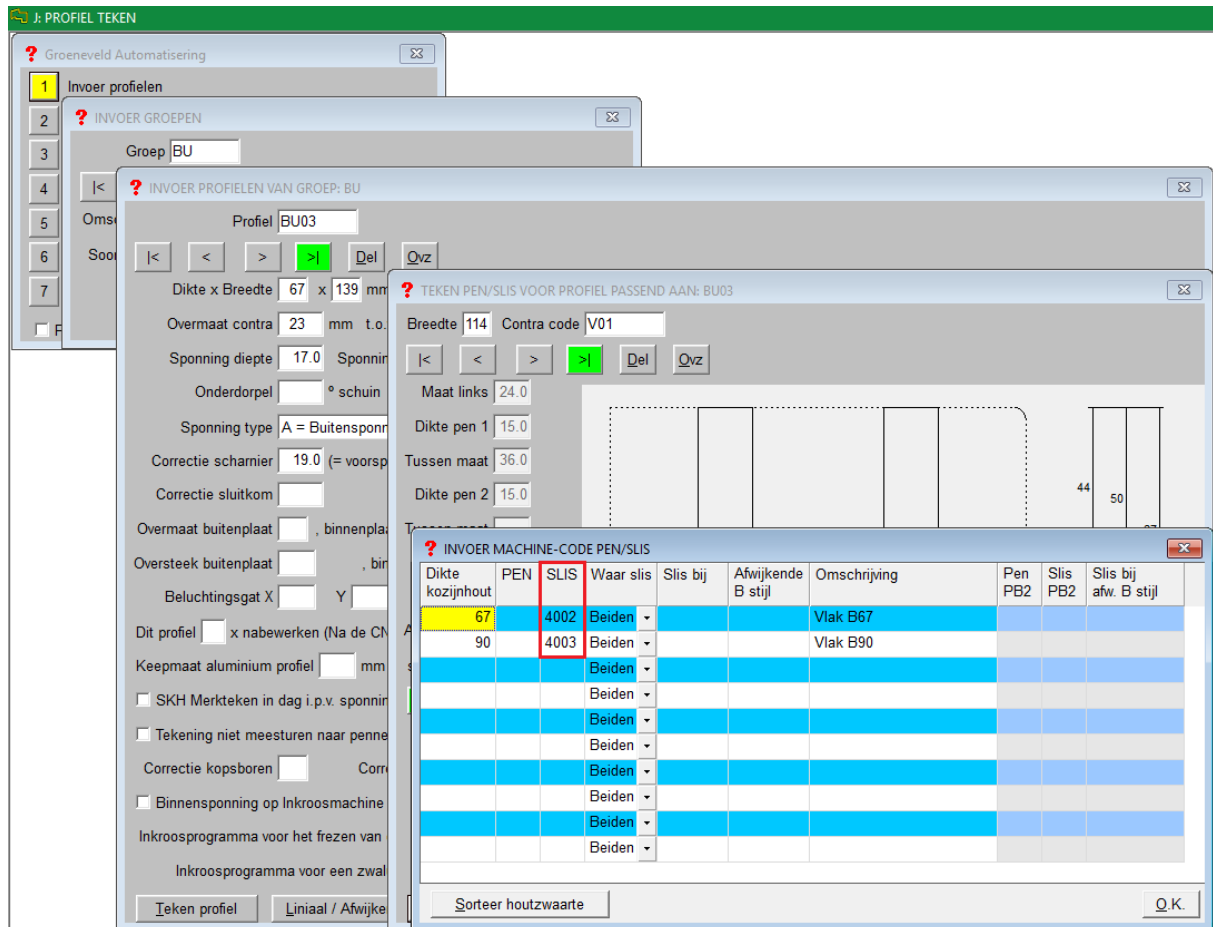 J: PROFIEL TEKEN
? Groeneveld Automatisering
1 Invoer profielen
2
3
4
5
6
7
? INVOER GROEPEN
Groep BU
|<
? INVOER PROFIELEN VAN GROEP: BU
Profiel BU03
|< < > >| Del Ovz
Dikte x Breedte 67 x 139 mm
Overmaat contra 23 mm t.o.
Sponning diepte 17.0
Onderdorpel º schuin
Sponning type A = Buitensponn
Correctie scharnier 19.0 (= voorsp
Correctie sluitkom
Overmaat buitenplaat , binnenpla
Oversteek buitenplaat , bin
Beluchtingsgat X Y
Dit profiel x nabewerken (Na de CN
Keepmaat aluminium profiel mm
SKH Merkteken in dag i.p.v. sponnin
Tekening niet meesturen naar penne
Correctie kopsboren Corr
Binnensponning op Inkroosmachine
Inkroosprogramma voor het frezen van
Inkroosprogramma voor een zwal
Teken profiel Liniaal / Afwijke
? TEKEN PEN/SLIS VOOR PROFIEL PASSEND AAN: BU03
Breedte 114 Contra code V01
|< < > >| Del Ovz
Maat links 24.0
Dikte pen 1 15.0
Tussen maat 36.0
Dikte pen 2 15.0
44
50
? INVOER MACHINE-CODE PEN/SLIS
Dikte kozijnhout PEN SLIS Waar slis Slis bij Afwijkende B stijl Omschrijving Pen PB2 Slis PB2 Slis bij afw. B stijl
67 4002 Beiden Vlak B67
90 4003 Beiden Vlak B90
Beiden
Beiden
Beiden
Beiden
Beiden
Beiden
Beiden
Beiden
Sorteer houtzwaarte O.K.